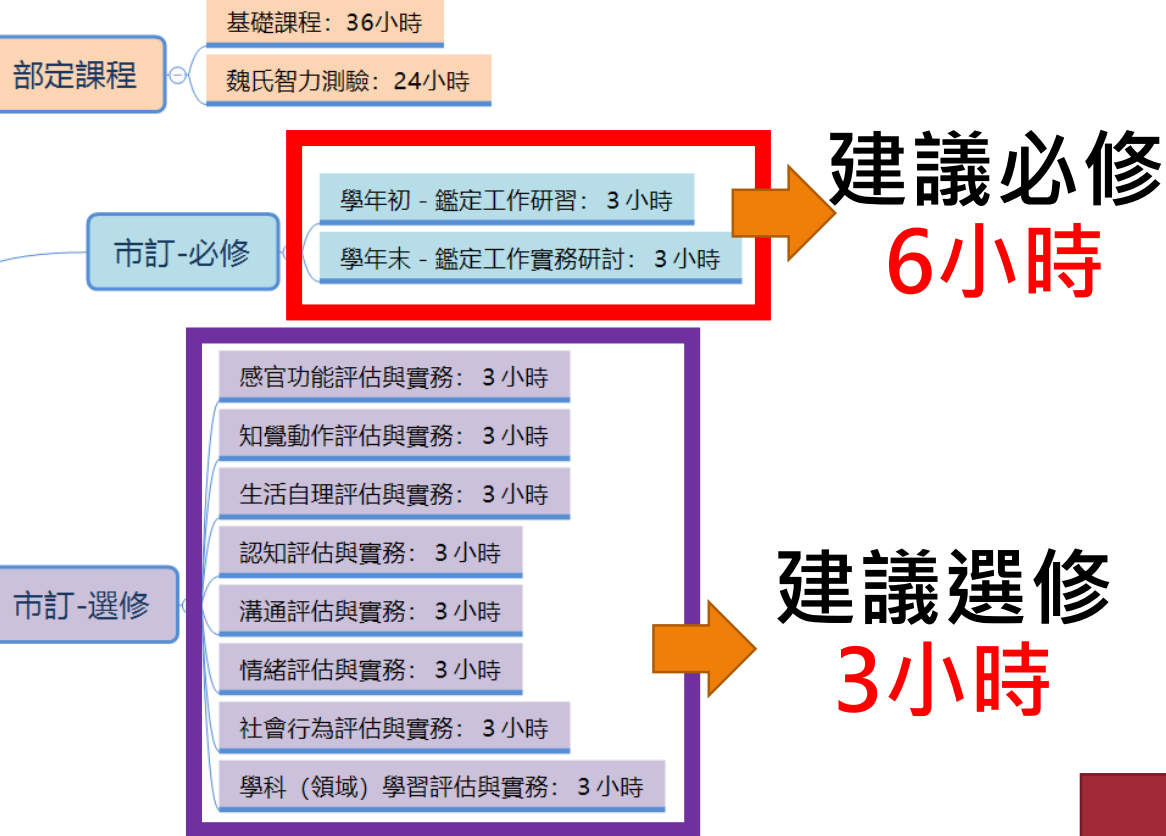 部定課程
基礎課程：36小時
魏氏智力測驗：24小時
市訂-必修
學年初 - 鑑定工作研習： 3 小時
學年末 - 鑑定工作實務研討： 3 小時
建議必修
6小時
市訂-選修
感官功能評估與實務： 3 小時
知覺動作評估與實務： 3 小時
生活自理評估與實務： 3 小時
認知評估與實務： 3 小時
溝通評估與實務： 3 小時
情緒評估與實務： 3 小時
社會行為評估與實務： 3 小時
學科（領域）學習評估與實務： 3 小時
建議選修
3小時